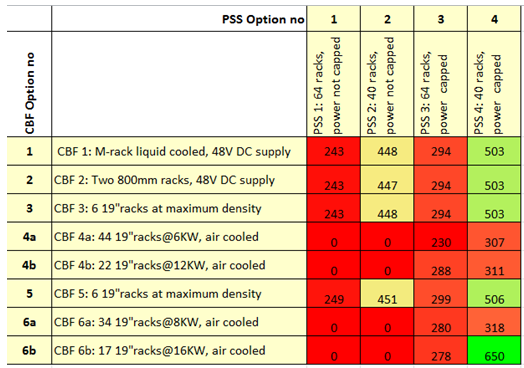 PSS Option no 1 2 3 4
CBF Option no
PSS 1: 64 racks,
power not capped
PSS 2: 40 racks,
power not capped
PSS 3: 64 racks,
power capped
PSS 4: 40 racks,
power capped
1 CBF 1: M-rack liquid cooled, 48V DC supply 243 448 294 503
2 CBF 2: Two 800mm racks, 48V DC supply 243 447 294 503
3 CBF 3: 6 19"racks at maximum density 243 448 294 503
4a CBF 4a: 44 19"racks@6KW, air cooled 0 0 230 307
4b CBF 4b: 22 19"racks@12KW, air cooled 0 0 288 311
5 CBF 5: 6 19"racks at maximum density 249 451 299 506
6a CBF 6a: 34 19"racks@8KW, air cooled 0 0 280 318
6b CBF 6b: 17 19"racks@16KW, air cooled 0 0 278 650